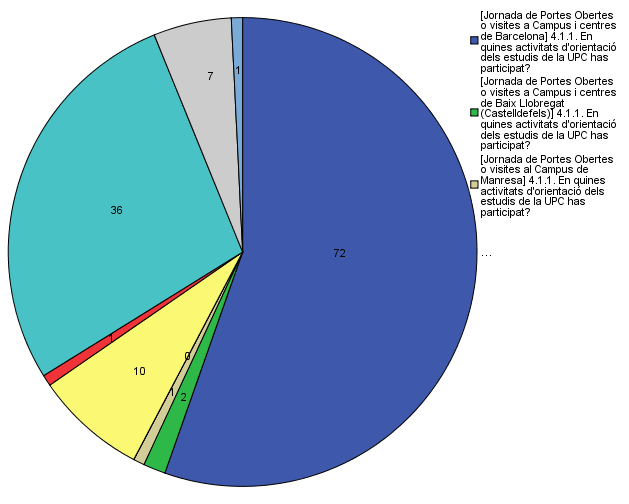 [Jornada de Portes Obertes
o visites a Campus i centres
de Barcelona] 4.1.1. En
quines activitats d'orientació
dels estudis de la UPC has
participat?
[Jornada de Portes Obertes
o visites a Campus i centres
de Baix Llobregat
(Castelldefels)] 4.1.1. En
quines activitats d'orientació
dels estudis de la UPC has
participat?
[Jornada de Portes Obertes
o visites al Campus de
Manresa] 4.1.1. En quines
activitats d'orientació dels
estudis de la UPC has
participat?
...
7
1
36
72
1
0
10
1
2